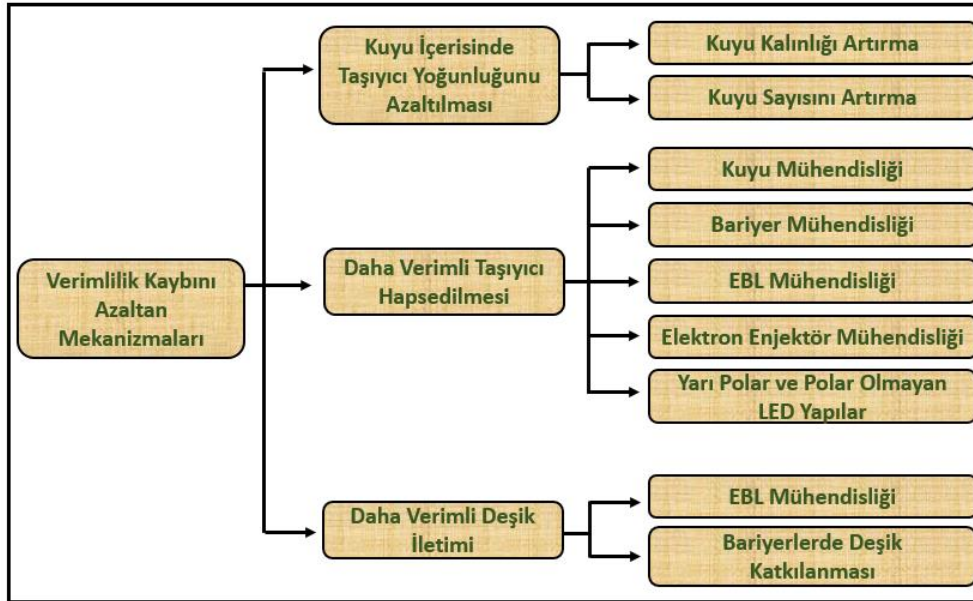 Verimlilik Kaybını
Azaltan
Mekanizmaları
Kuyu İçerisinde
Taşıyıcı Yoğunluğunu
Azaltılması
Kuyu Kalınlığı Artırma
Kuyu Sayısını Artırma
Daha Verimli Taşıyıcı
Hapsedilmesi
Kuyu Mühendisliği
Bariyer Mühendisliği
EBL Mühendisliği
Elektron Enjektör Mühendisliği
Yarı Polar ve Polar Olmayan
LED Yapılar
Daha Verimli Deşik
İletimi
EBL Mühendisliği
Bariyerlerde Deşik
Katkılanması